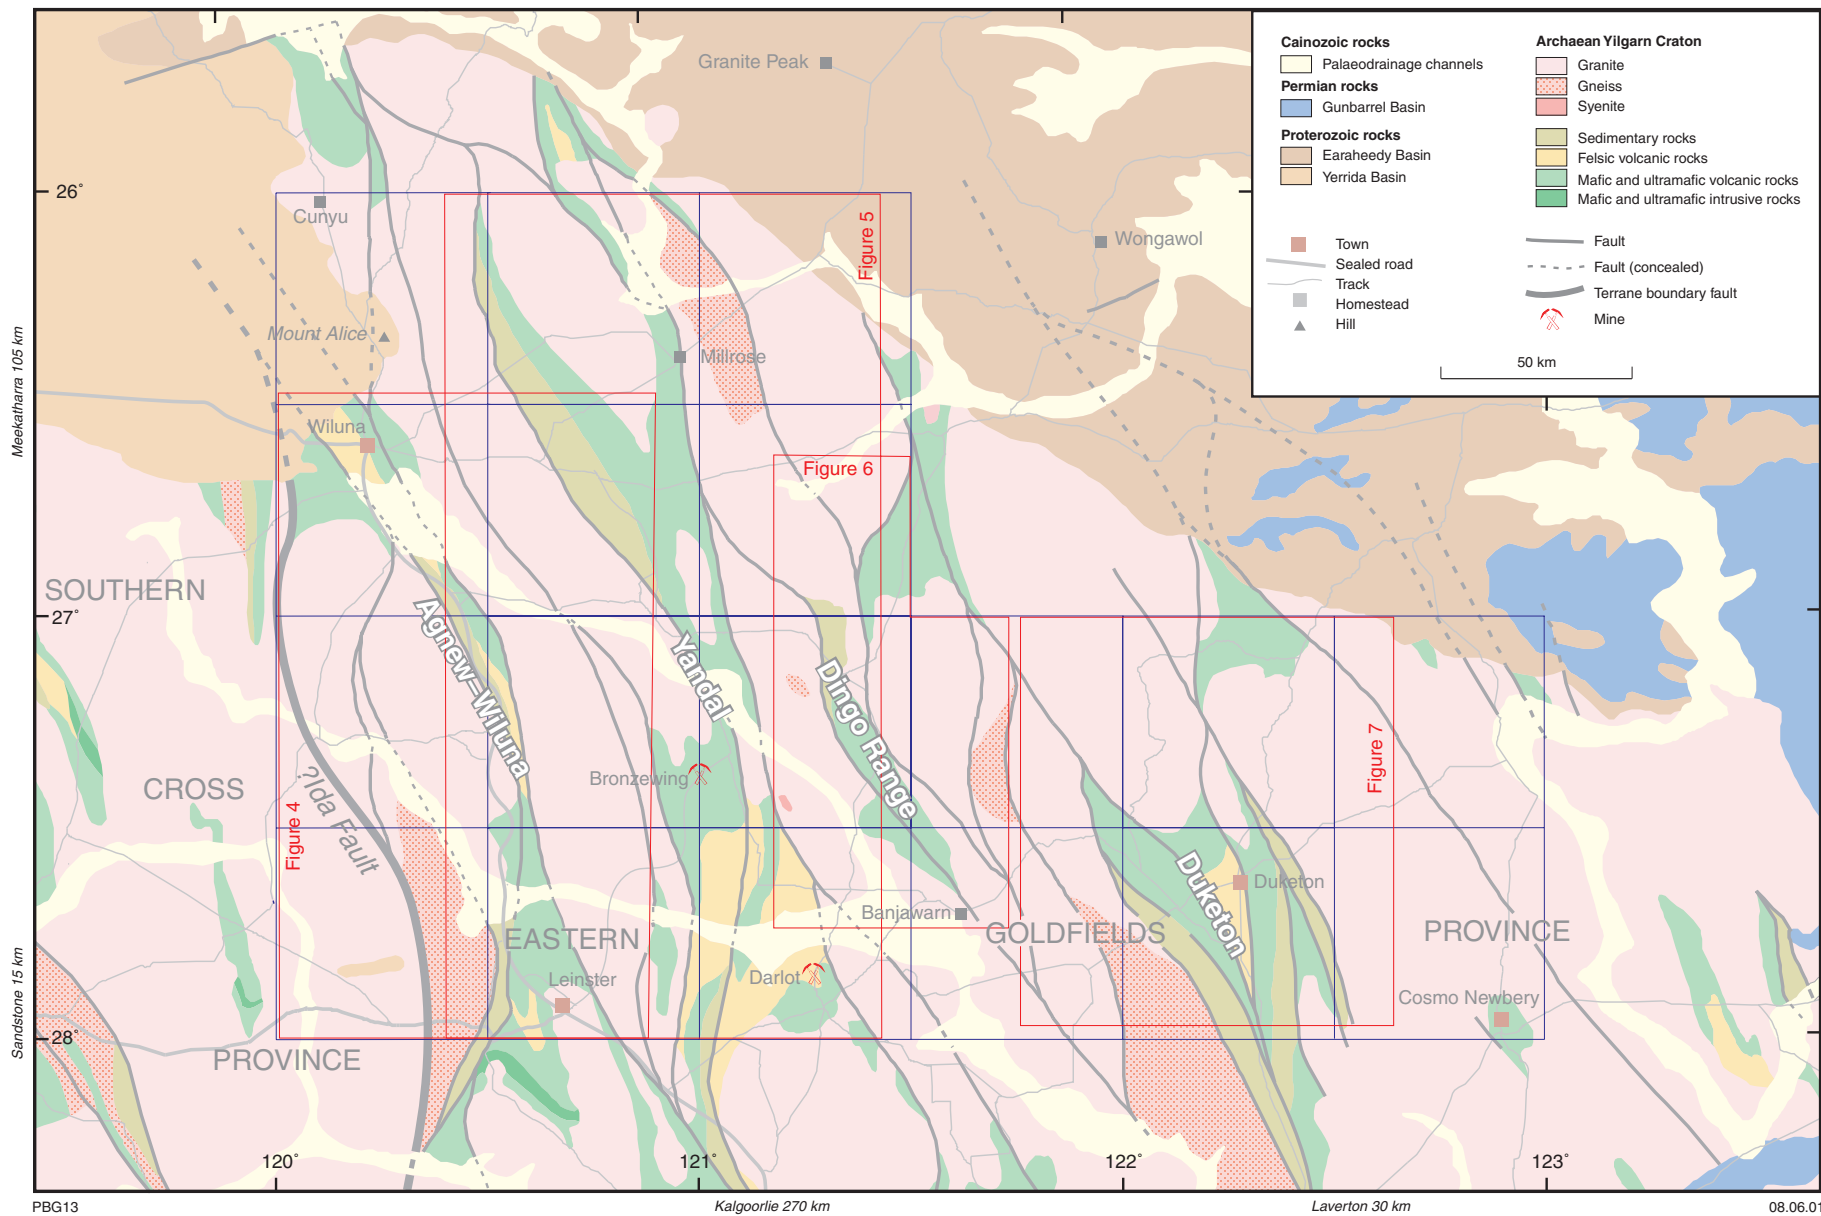 Cainozoic rocks
Palaeodrainage channels
Permian rocks
Gunbarrel Basin
Proterozoic rocks
Earaheedy Basin
Yerrida Basin
Archaean Yilgarn Craton
Granite
Gneiss
Syenite
Sedimentary rocks
Felsic volcanic rocks
Mafic and ultramafic volcanic rocks
Mafic and ultramafic intrusive rocks
Town
Sealed road
Track
Homestead
Hill
Fault
Fault (concealed)
Terrane boundary fault
Mine
50 km
Granite Peak
26°
Cunyu
Figure 5
Wongawol
Mount Alice
Millrose
Meekatharra 105 km
Wiluna
Figure 6
SOUTHERN
27°
Agnew–Wiluna
Yandal
Dingo Range
Bronzewing
Figure 7
CROSS
?Ida Fault
Figure 4
Duketon
Duketon
Banjawarn
EASTERN
GOLDFIELDS
PROVINCE
Leinster
Darlot
Cosmo Newbery
Sandstone 15 km
28°
PROVINCE
120°
121°
122°
123°
PBG13
Kalgoorlie 270 km
Laverton 30 km
08.06.01